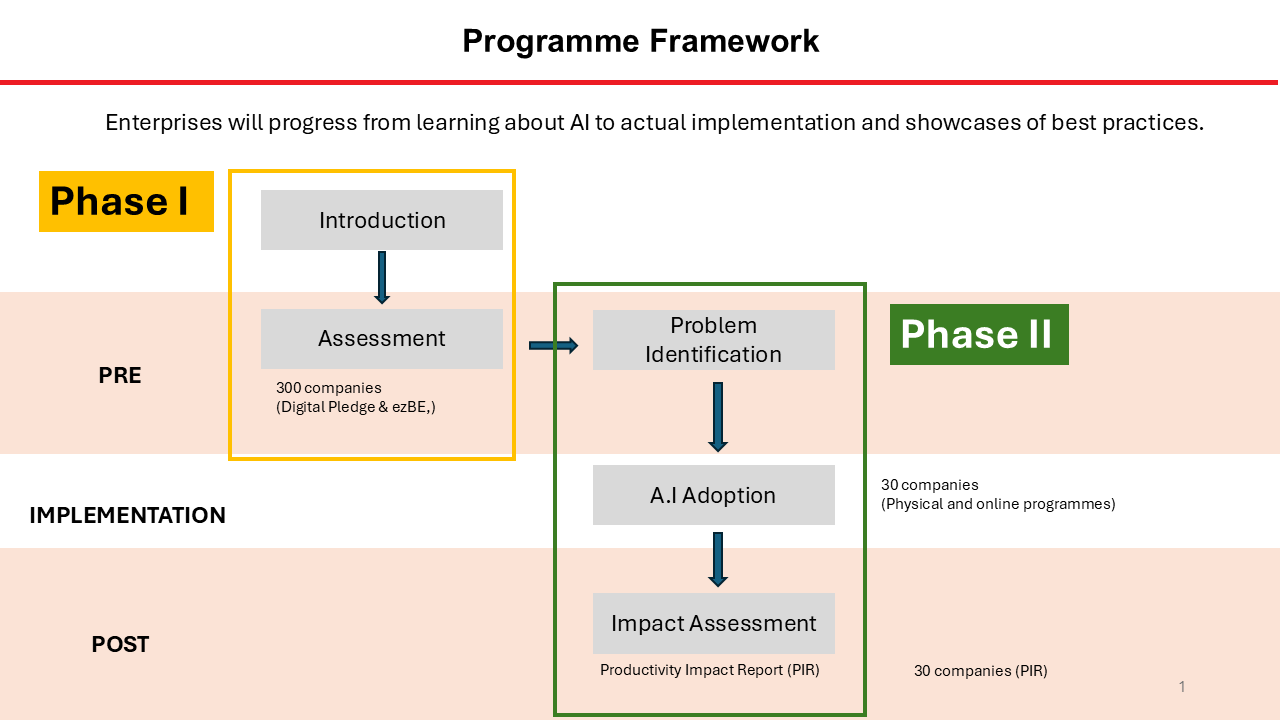 Programme Framework
Enterprises will progress from learning about AI to actual implementation and showcases of best practices.
Phase I
Introduction
Assessment
300 companies
(Digital Pledge & ezBE,)
PRE
Problem
Identification
Phase II
IMPLEMENTATION
A.I Adoption
30 companies
(Physical and online programmes)
POST
Impact Assessment
Productivity Impact Report (PIR)
30 companies (PIR)
1